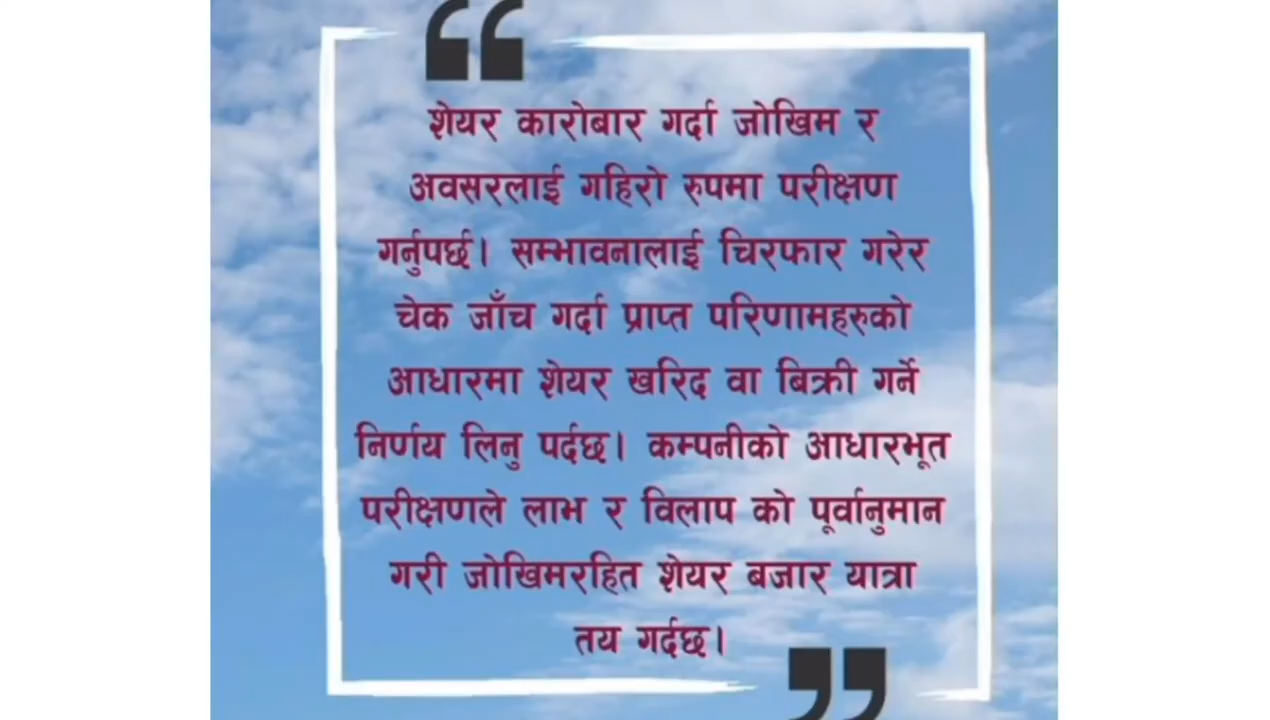 शेयर कारोबार गर्दा जोखिम र
अवसरलाई गहिरो रुपमा परीक्षण
गर्नुपर्छ। सम्भावनालाई चिरफार गरेर
चेक जाँच गर्दा प्राप्त परिणामहरुको
आधारमा शेयर खरिद वा बिक्री गर्ने
निर्णय लिनु पर्दछ। कम्पनीको आधारभूत
परीक्षणले लाभ र विलाप को पूर्वानुमान
गरी जोखिमरहित शेयर बजार यात्रा
तय गर्दछ।